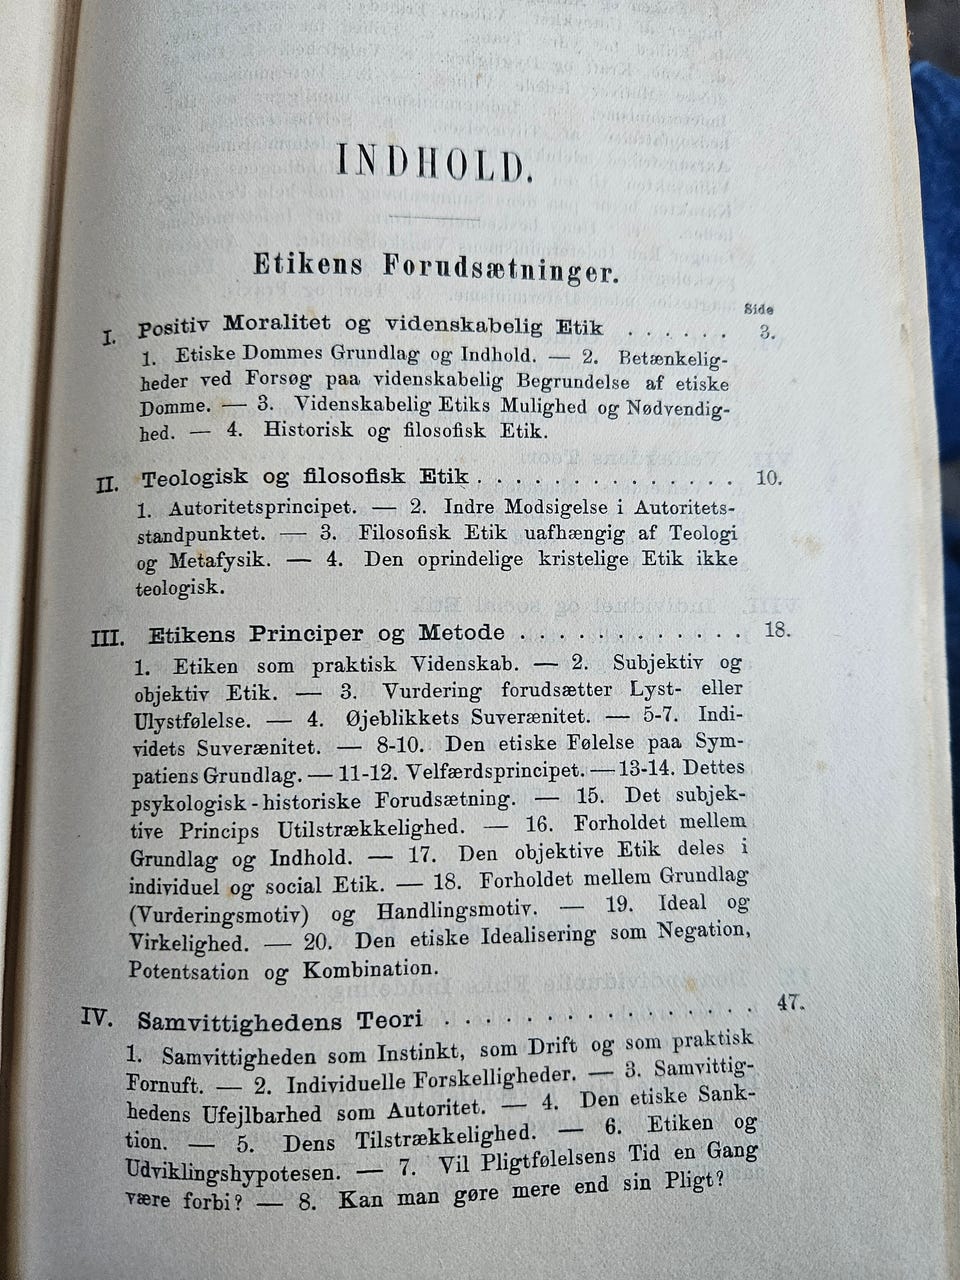 INDHOLD.
Etikens Forudsætninger.
Side
I. Positiv Moralitet og videnskabelig Etik . . . . . . 3.
1. Etiske Dommes Grundlag og Indhold. — 2. Betænkelig-
heder ved Forsøg paa videnskabelig Begrundelse af etiske
Domme. — 3. Videnskabelig Etiks Mulighed og Nødvendig-
hed. — 4. Historisk og filosofisk Etik.
II. Teologisk og filosofisk Etik . . . . . . . . . . . . . . 10.
1. Autoritetsprincipet. — 2. Indre Modsigelse i Autoritets-
standpunktet. — 3. Filosofisk Etik uafhængig af Teologi
og Metafysik. — 4. Den oprindelige kristelige Etik ikke
teologisk.
III. Etikens Principer og Metode . . . . . . . . . . . . 18.
1. Etiken som praktisk Videnskab. — 2. Subjektiv og
objektiv Etik. — 3. Vurdering forudsætter Lyst- eller
Ulystfølelse. — 4. Øjeblikkets Suverænitet. — 5-7. Indi-
videts Suverænitet. — 8-10. Den etiske Følelse paa Sym-
patiens Grundlag. — 11-12. Velfærdsprincipet. — 13-14. Dettes
psykologisk-historiske Forudsætning. — 15. Det subjek-
tive Princips Utilstrækkelighed. — 16. Forholdet mellem
Grundlag og Indhold. — 17. Den objektive Etik deles i
individuel og social Etik. — 18. Forholdet mellem Grundlag
(Vurderingsmotiv) og Handlingsmotiv. — 19. Ideal og
Virkelighed. — 20. Den etiske Idealisering som Negation,
Potentsation og Kombination.
IV. Samvittighedens Teori . . . . . . . . . . . . . . . . 47.
1. Samvittigheden som Instinkt, som Drift og som praktisk
Fornuft. — 2. Individuelle Forskelligheder. — 3. Samvittig-
hedens Ufejlbarhed som Autoritet. — 4. Den etiske Sank-
tion. — 5. Dens Tilstrækkelighed. — 6. Etiken og
Udviklingshypotesen. — 7. Vil Pligtfølelsens Tid en Gang
være forbi? — 8. Kan man gøre mere end sin Pligt?